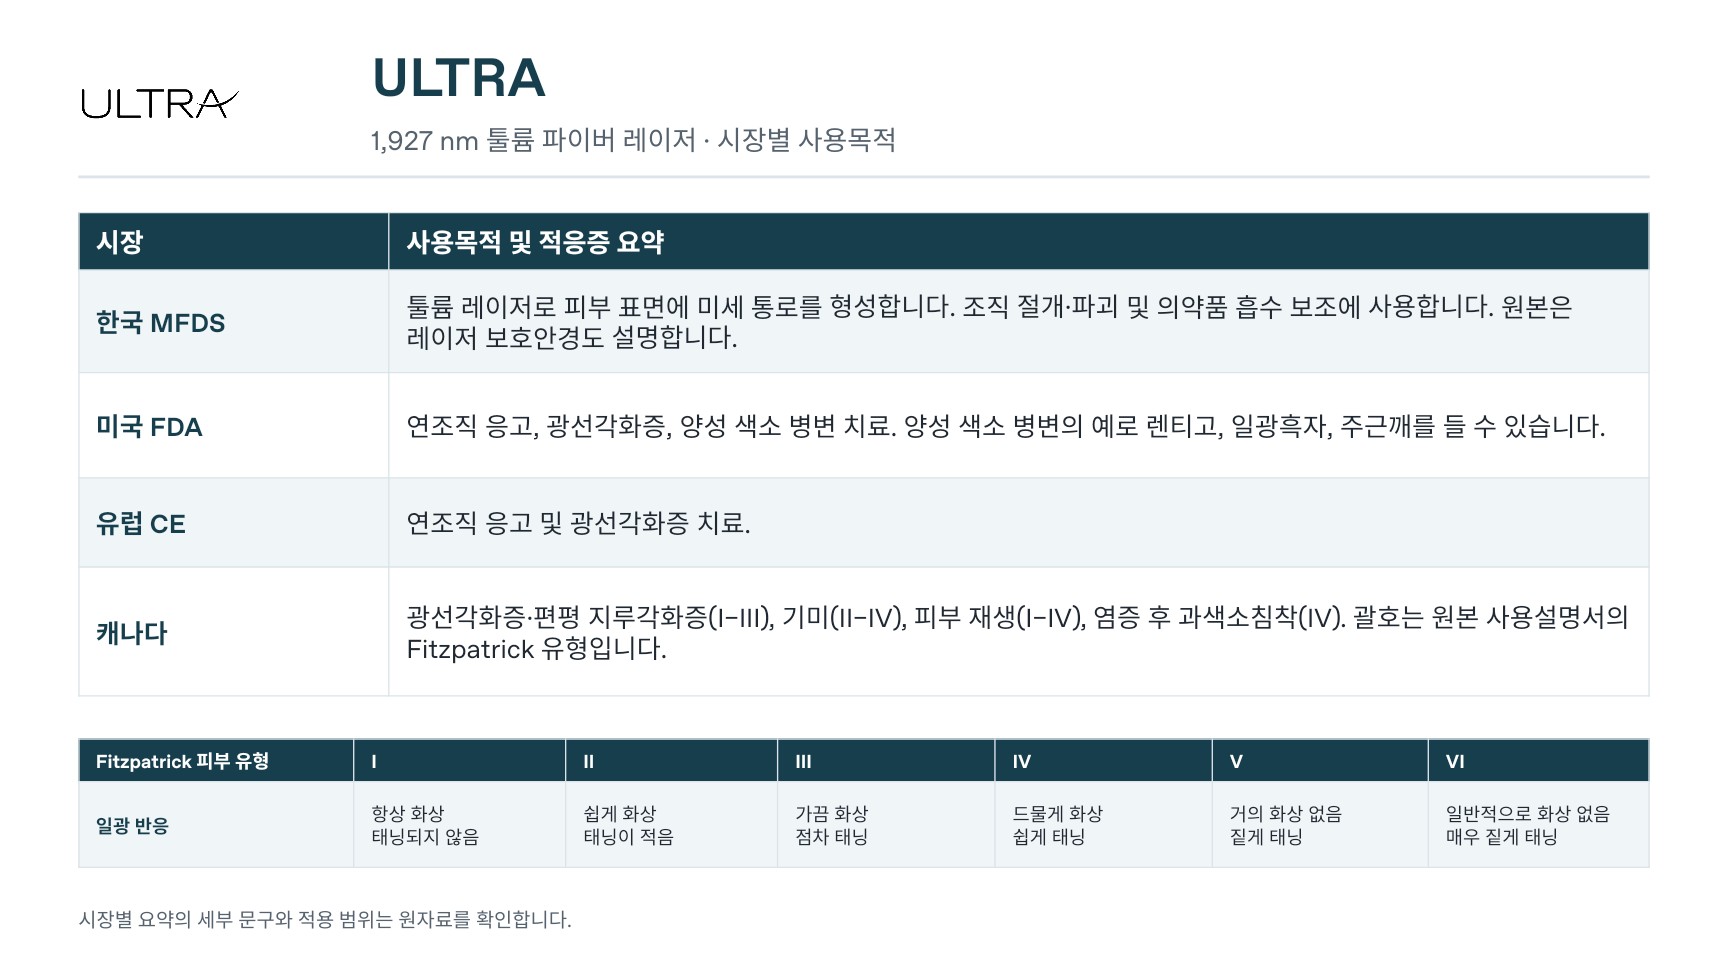 ULTRA
ULTRA
1,927 nm 툴륨 파이버 레이저 · 시장별 사용목적
시장
사용목적 및 적응증 요약
한국 MFDS
툴륨 레이저로 피부 표면에 미세 통로를 형성합니다. 조직 절개·파괴 및 의약품 흡수 보조에 사용합니다. 원본은
레이저 보호안경도 설명합니다.
미국 FDA
연조직 응고, 광선각화증, 양성 색소 병변 치료. 양성 색소 병변의 예로 렌티고, 일광흑자, 주근깨를 들 수 있습니다.
유럽 CE
연조직 응고 및 광선각화증 치료.
캐나다
광선각화증·편평 지루각화증(I–III), 기미(II–IV), 피부 재생(I–IV), 염증 후 과색소침착(IV). 괄호는 원본 사용설명서의
Fitzpatrick 유형입니다.
Fitzpatrick 피부 유형
I
II
III
IV
V
VI
일광 반응
항상 화상
태닝되지 않음
쉽게 화상
태닝이 적음
가끔 화상
점차 태닝
드물게 화상
쉽게 태닝
거의 화상 없음
짙게 태닝
일반적으로 화상 없음
매우 짙게 태닝
시장별 요약의 세부 문구와 적용 범위는 원자료를 확인합니다.